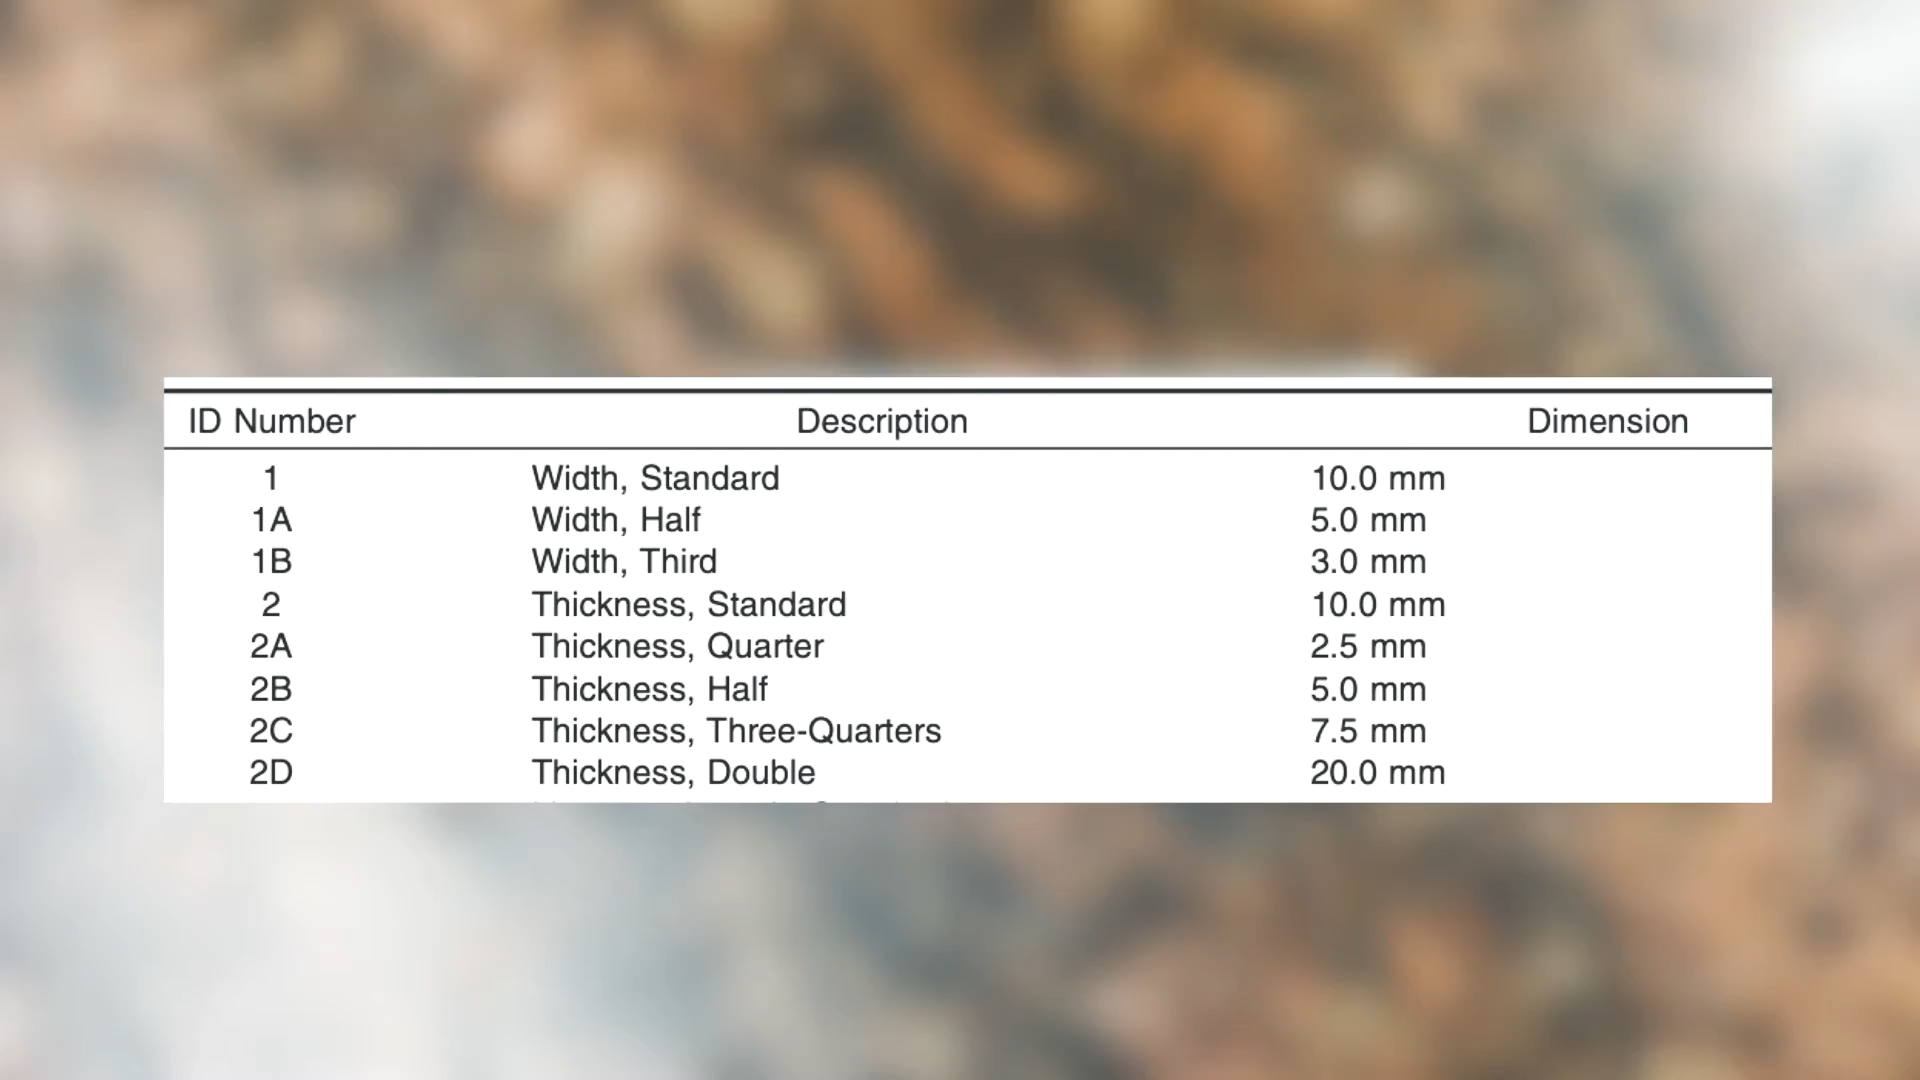 ID Number Description Dimension
1 Width, Standard 10.0 mm
1A Width, Half 5.0 mm
1B Width, Third 3.0 mm
2 Thickness, Standard 10.0 mm
2A Thickness, Quarter 2.5 mm
2B Thickness, Half 5.0 mm
2C Thickness, Three-Quarters 7.5 mm
2D Thickness, Double 20.0 mm